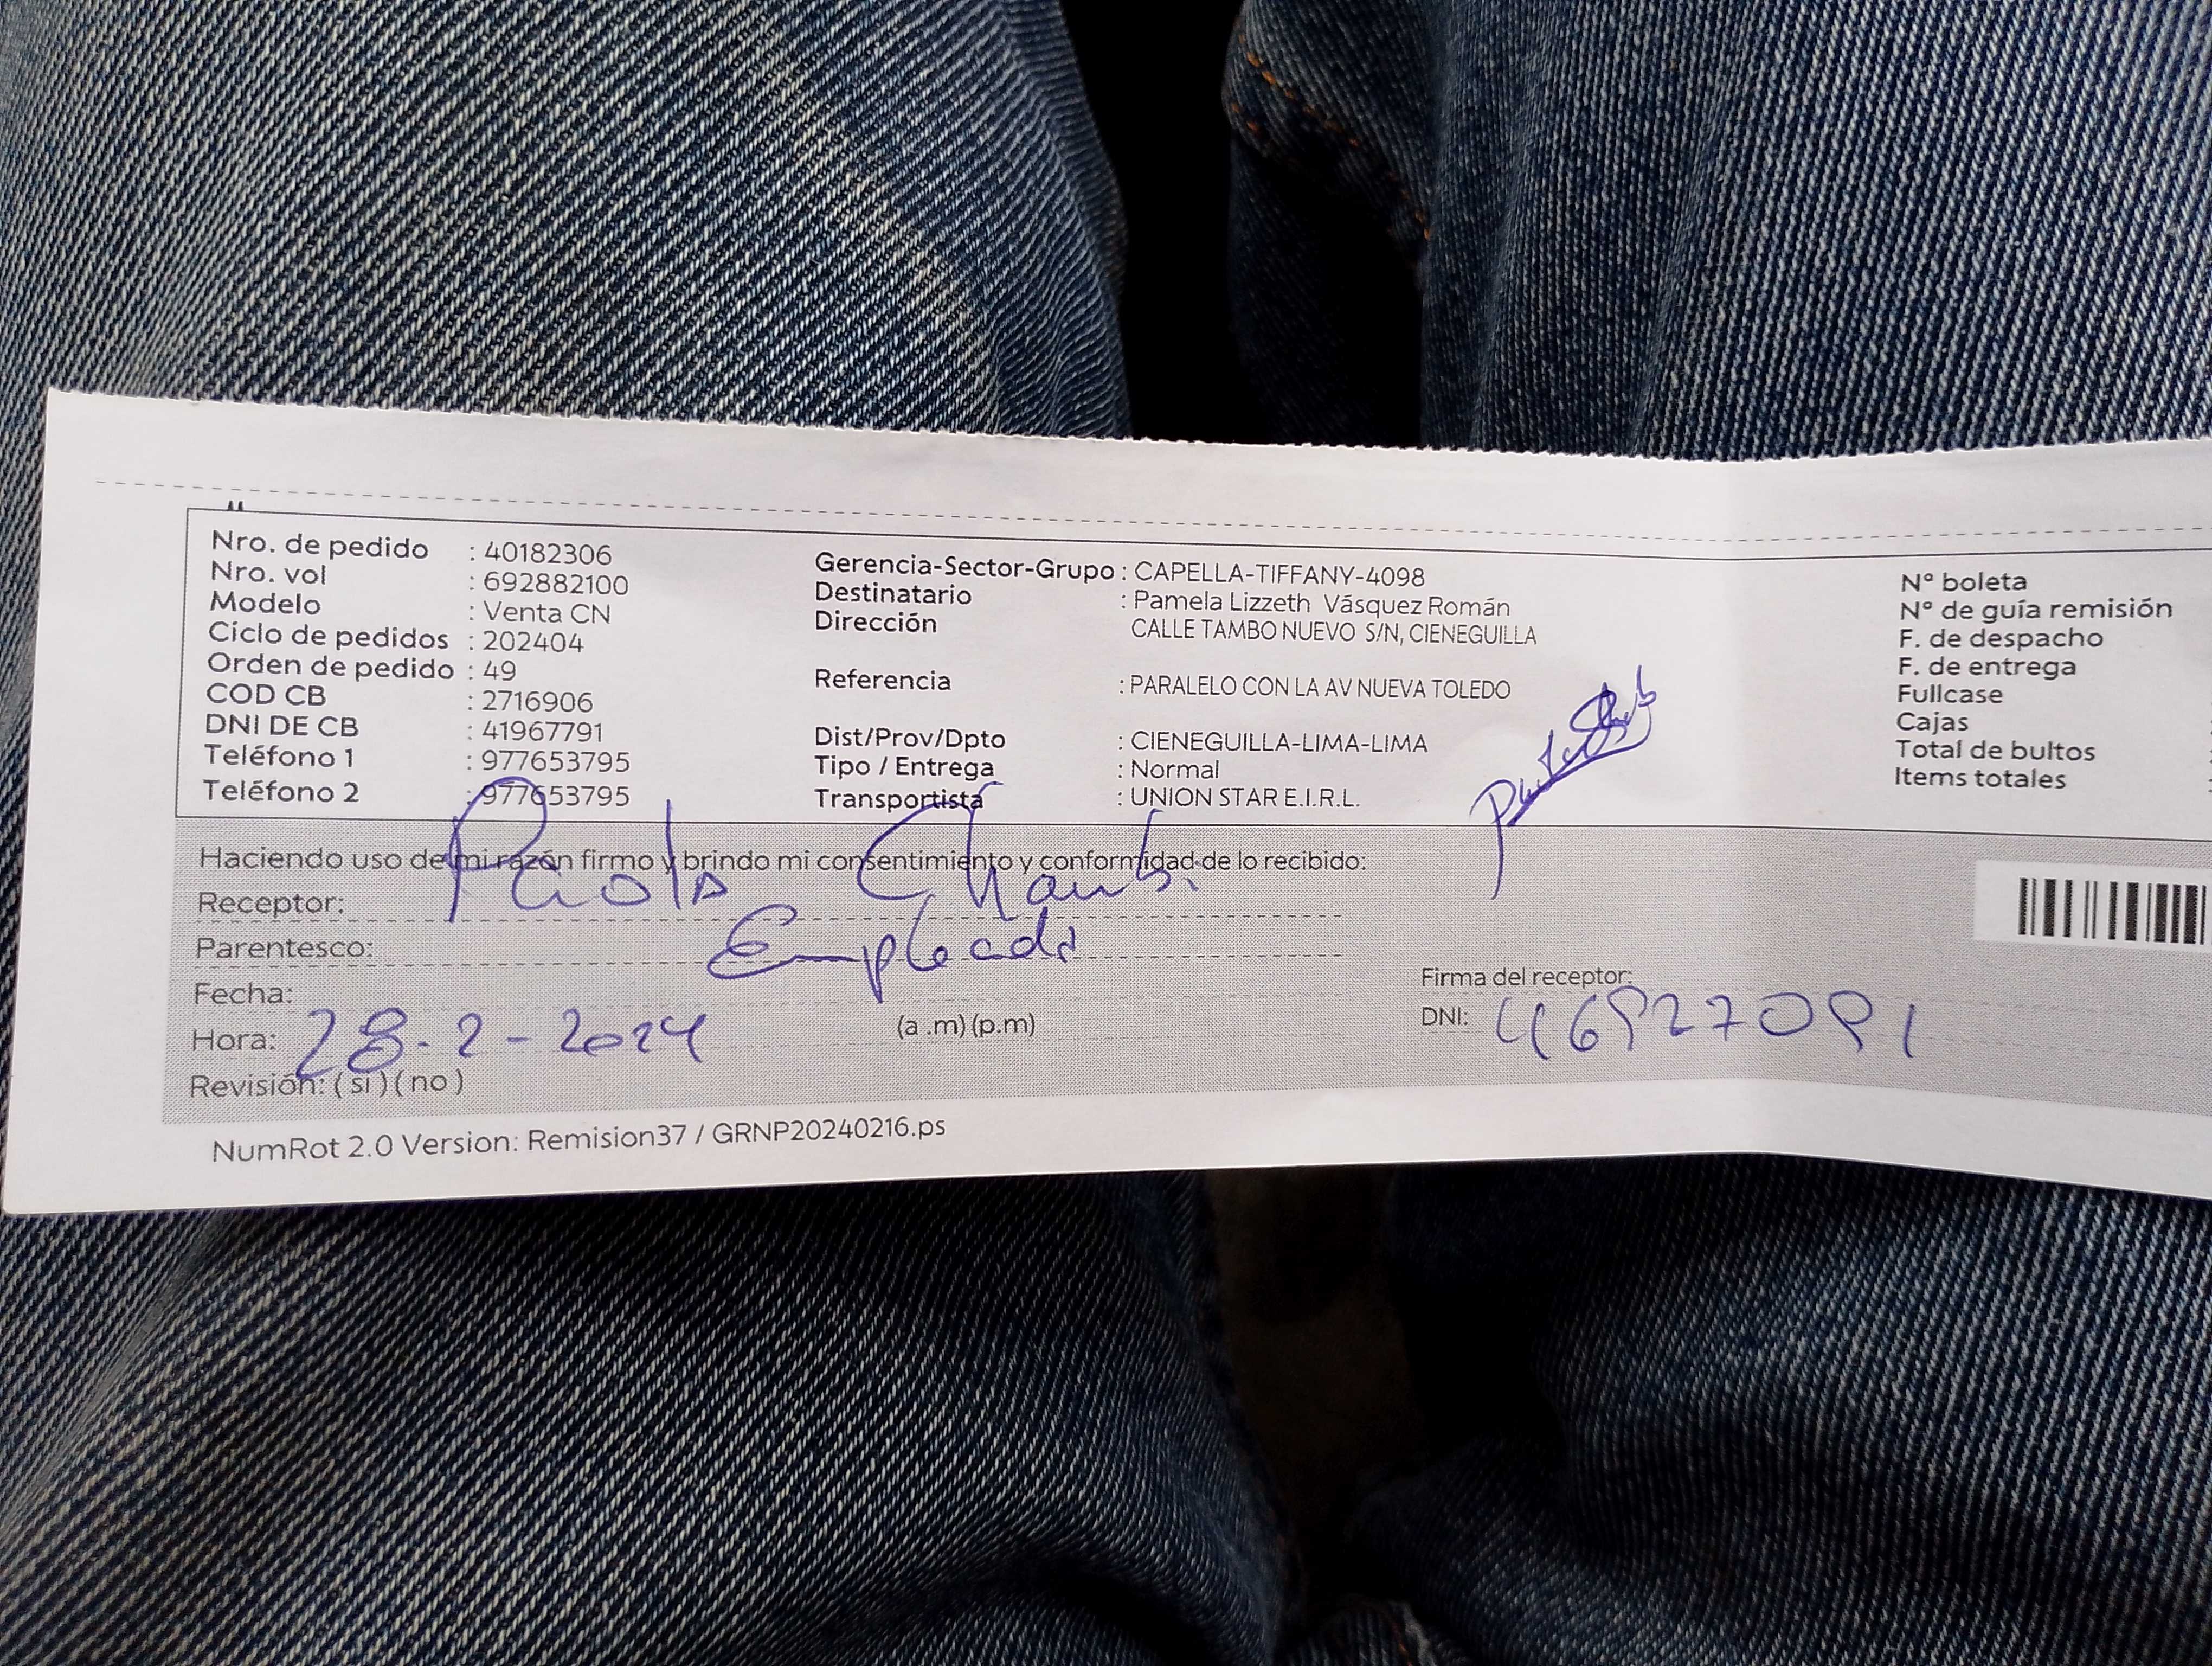 Nro. de pedido : 40182306
Nro. vol : 692882100
Modelo : Venta CN
Ciclo de pedidos : 202404
Orden de pedido : 49
COD CB : 2716906
DNI DE CB : 41967791
Teléfono 1 : 977653795
Teléfono 2 : 977653795
Gerencia-Sector-Grupo : CAPELLA-TIFFANY-4098
Destinatario : Pamela Lizzeth Vásquez Román
Dirección CALLE TAMBO NUEVO S/N, CIENEGUILLA
Referencia : PARALELO CON LA AV NUEVA TOLEDO
Dist/Prov/Dpto : CIENEGUILLA-LIMA-LIMA
Tipo / Entrega : Normal
Transportista : UNION STAR E.I.R.L.
N° boleta
N° de guía remisión
F. de despacho
F. de entrega
Fullcase
Cajas
Total de bultos
Items totales
Haciendo uso de mi razón firmo y brindo mi consentimiento y conformidad de lo recibido:
Receptor: Paola
Parentesco: Empleada
Fecha:
Hora: 28-2-2024 (a .m) (p.m)
Revisión: ( si ) ( no )
Firma del receptor:
DNI:
NumRot 2.0 Version: Remision37 / GRNP20240216.ps